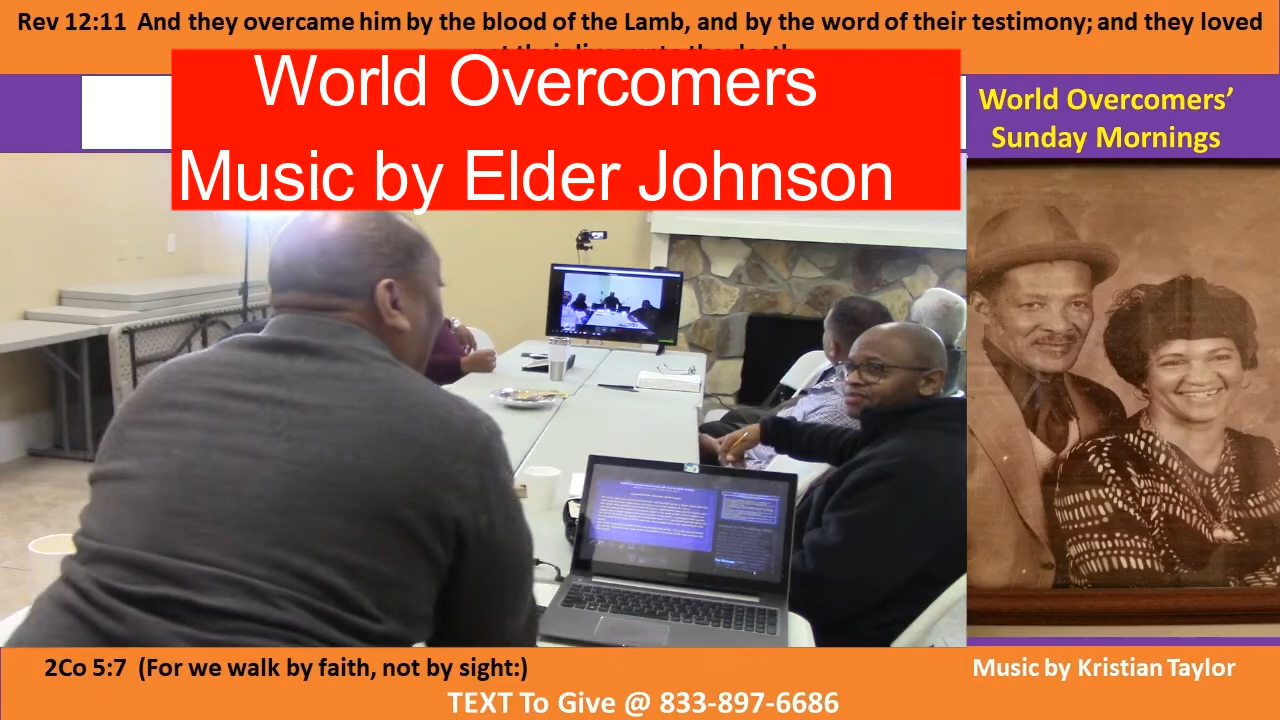 Rev 12:11 And they overcame him by the blood of the Lamb, and by the word of their testimony; and they loved
World Overcomers
Music by Elder Johnson
World Overcomers'
Sunday Mornings
2Co 5:7 (For we walk by faith, not by sight:)
Music by Kristian Taylor
TEXT To Give @ 833-897-6686